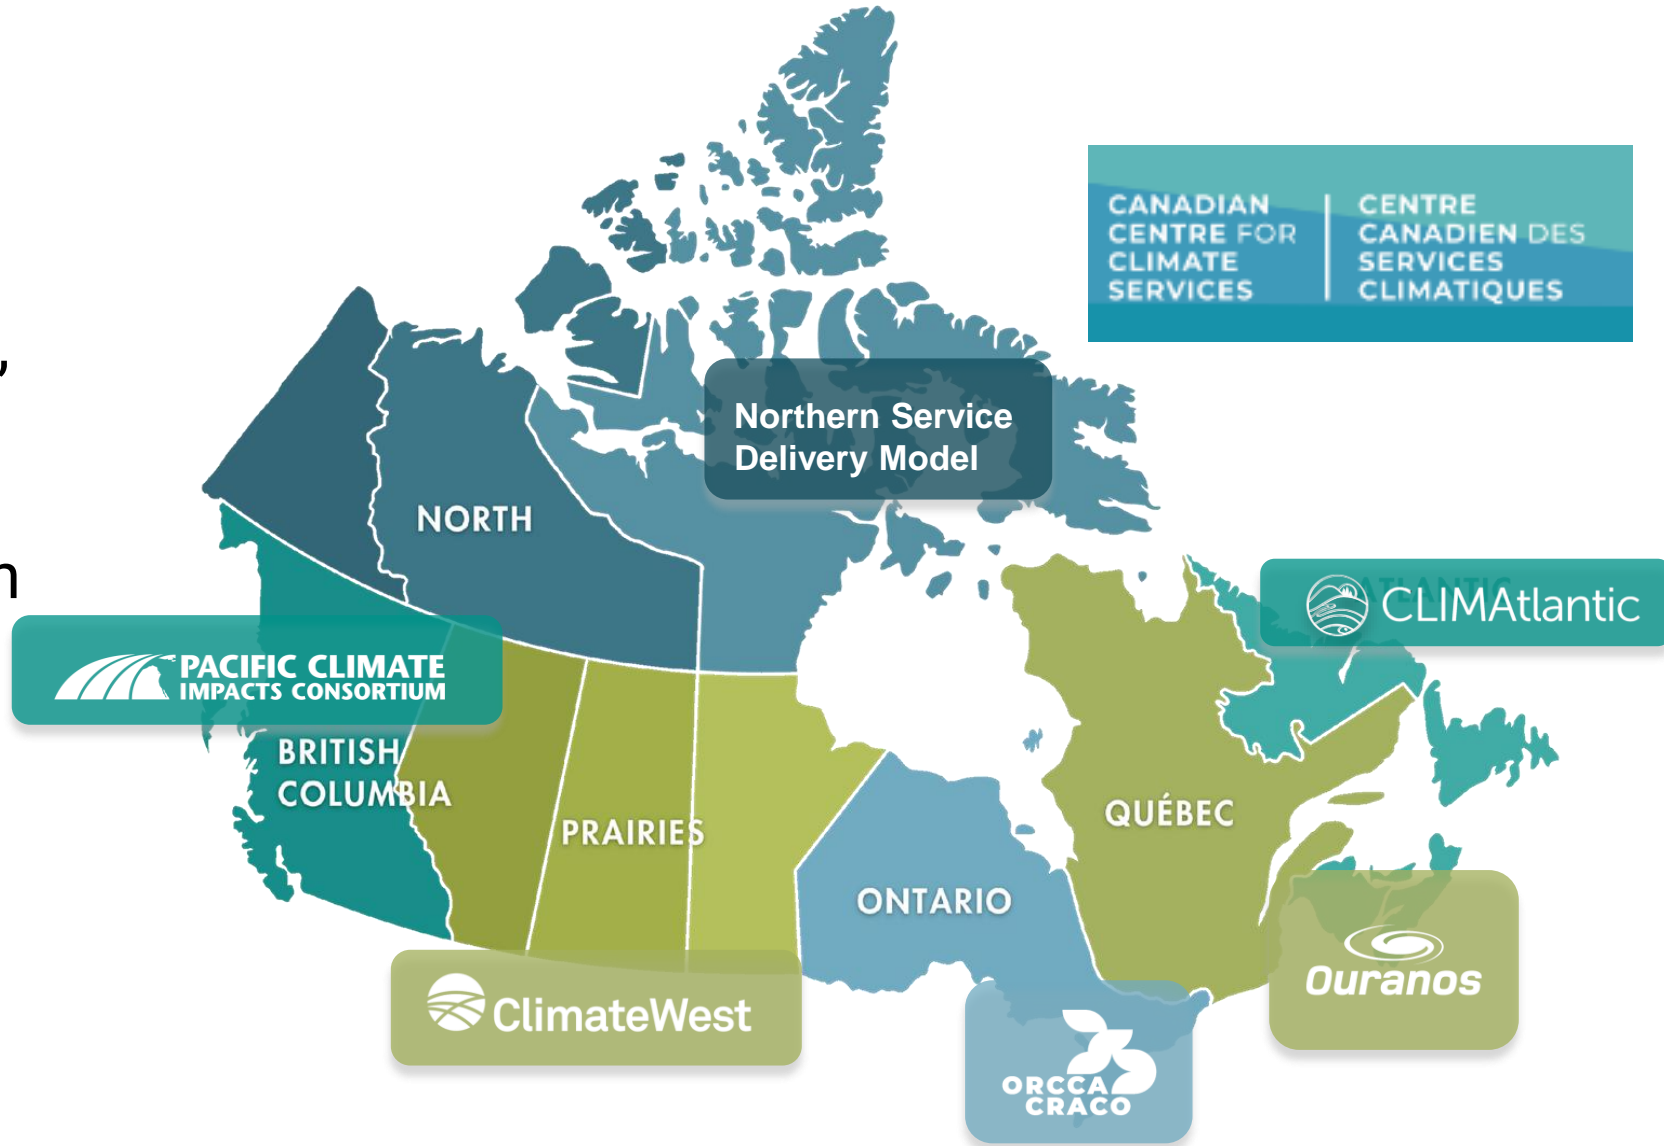 CANADIAN
CENTRE FOR
CLIMATE
SERVICES
CENTRE
CANADIEN DES
SERVICES
CLIMATIQUES
,
Northern Service
Delivery Model
NORTH
n
ATLANTIC
CLIMAtlantic
PACIFIC CLIMATE
IMPACTS CONSORTIUM
BRITISH
COLUMBIA
PRAIRIES
QUÉBEC
ONTARIO
Ouranos
ClimateWest
ORCCA
CRACO